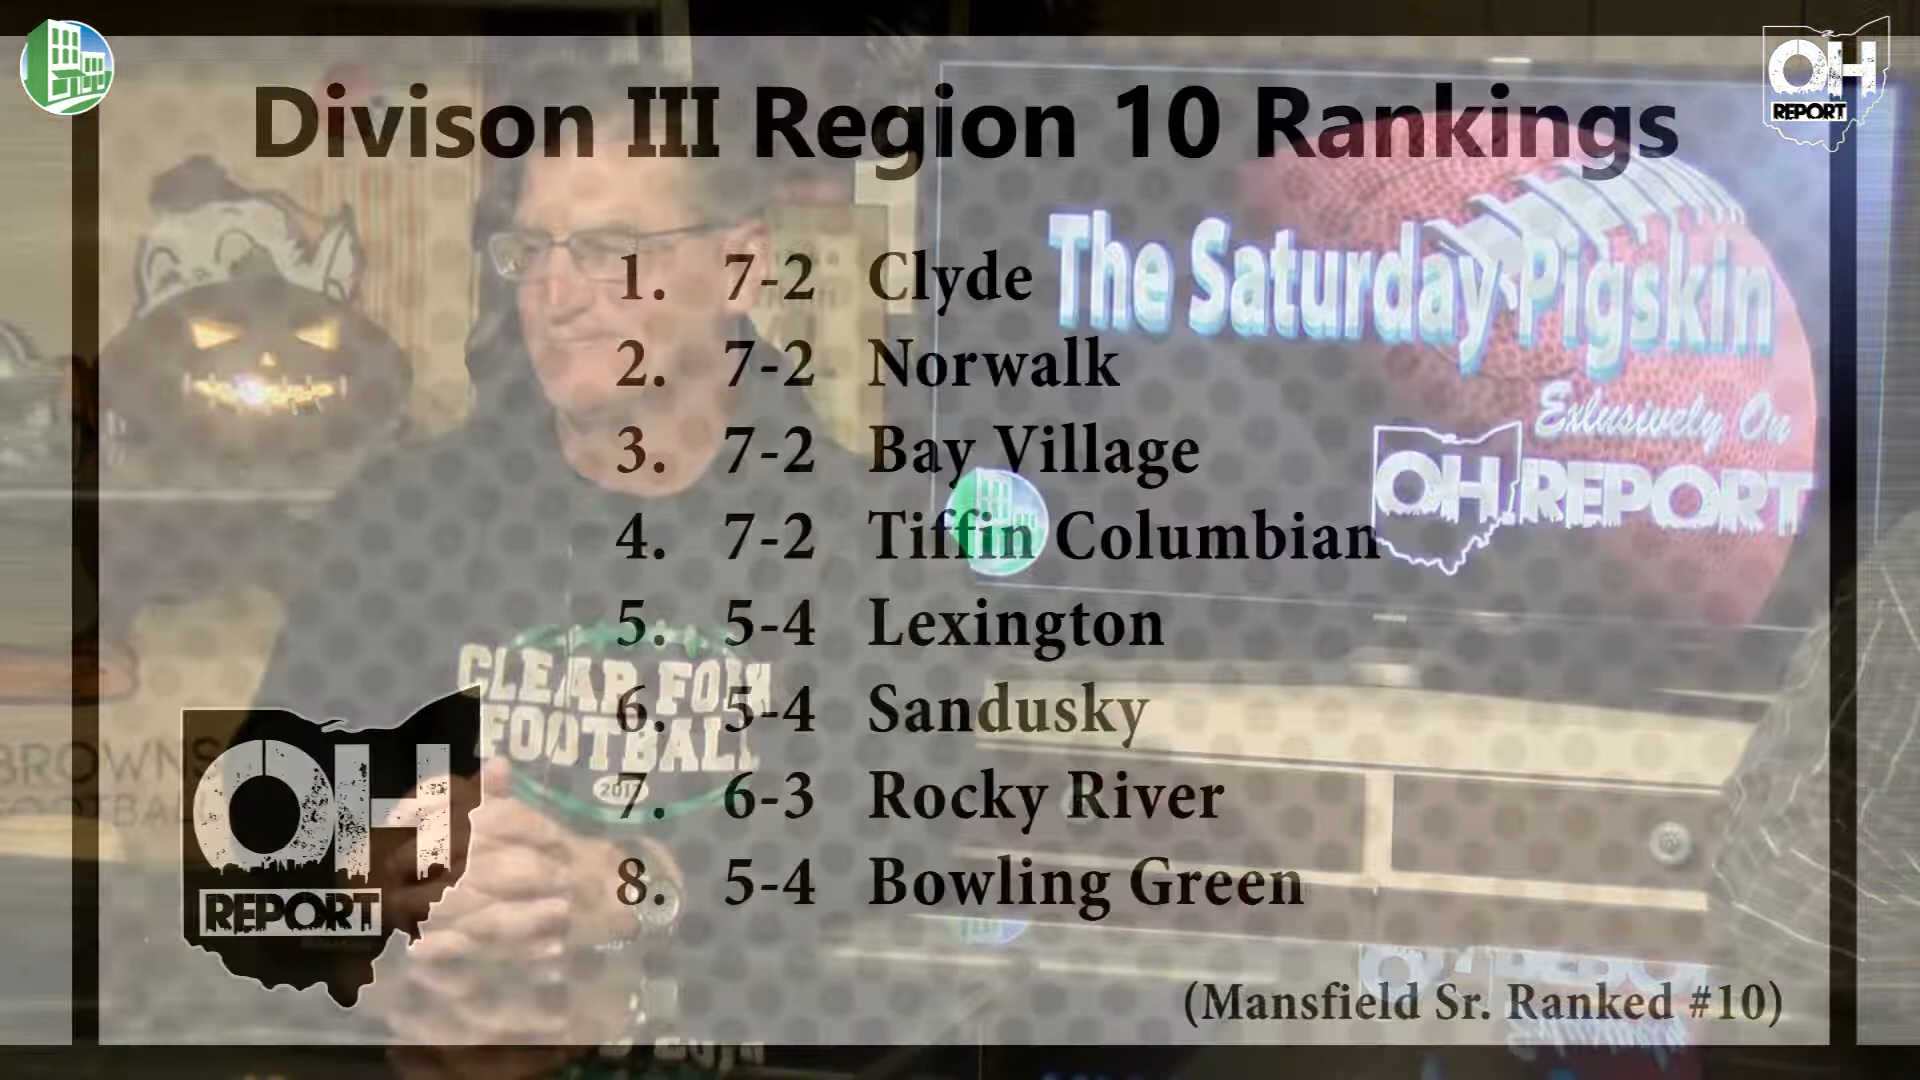 OH
REPORT
Divison III Region 10 Rankings
1. 7-2 Clyde
2. 7-2 Norwalk
3. 7-2 Bay Village
4. 7-2 Tiffin Columbian
5. 5-4 Lexington
6. 5-4 Sandusky
7. 6-3 Rocky River
8. 5-4 Bowling Green
(Mansfield Sr. Ranked #10)
The Saturday Pigskin
Exlusively On
OH.REPORT
CLEAR FORK
FOOTBALL
2017
BROWNS
FOOTBALL
OH
REPORT